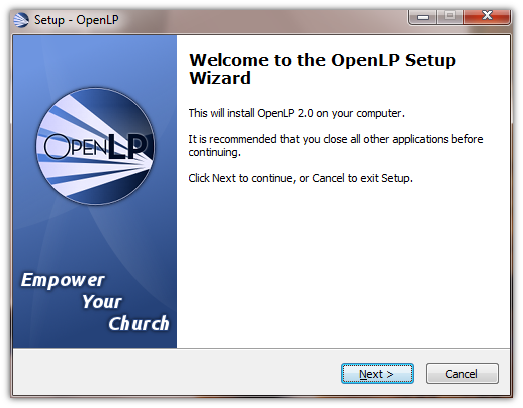 Setup - OpenLP
Welcome to the OpenLP Setup
Wizard
This will install OpenLP 2.0 on your computer.
It is recommended that you close all other applications before
continuing.
Click Next to continue, or Cancel to exit Setup.
OPENLP
Empower
Your
Church
Next >
Cancel